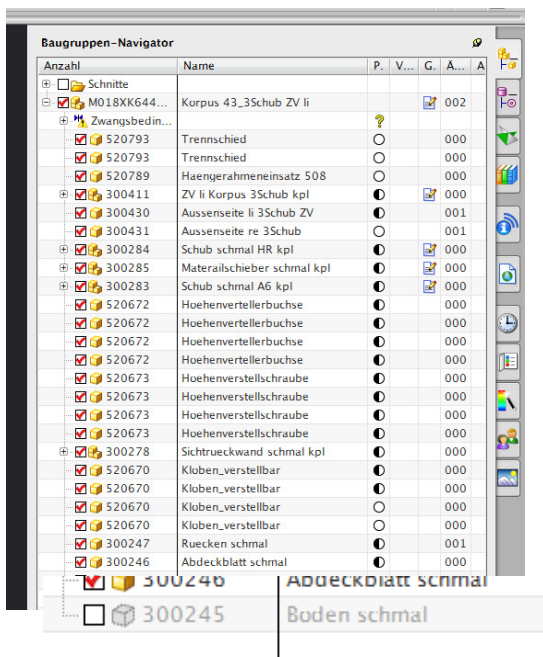 Baugruppen-Navigator
Anzahl Name P. V... G. Ä... A
Schnitte
M018XK644... Korpus 43_3Schub ZV li 002
Zwangsbedin... ?
520793 Trennschied 000
520793 Trennschied 000
520789 Haengerahmeneinsatz 508 000
300411 ZV li Korpus 3Schub kpl 000
300430 Aussenseite li 3Schub ZV 001
300431 Aussenseite re 3Schub 001
300284 Schub schmal HR kpl 000
300285 Materailschieber schmal kpl 000
300283 Schub schmal A6 kpl 000
520672 Hoehenvertellerbuchse 000
520672 Hoehenvertellerbuchse 000
520672 Hoehenvertellerbuchse 000
520672 Hoehenvertellerbuchse 000
520673 Hoehenverstellschraube 000
520673 Hoehenverstellschraube 000
520673 Hoehenverstellschraube 000
520673 Hoehenverstellschraube 000
300278 Sichtrueckwand schmal kpl 000
520670 Kloben_verstellbar 000
520670 Kloben_verstellbar 000
520670 Kloben_verstellbar 000
520670 Kloben_verstellbar 000
300247 Ruecken schmal 001
300246 Abdeckblatt schmal 000
300246 Abdeckblatt schmal
300245 Boden schmal